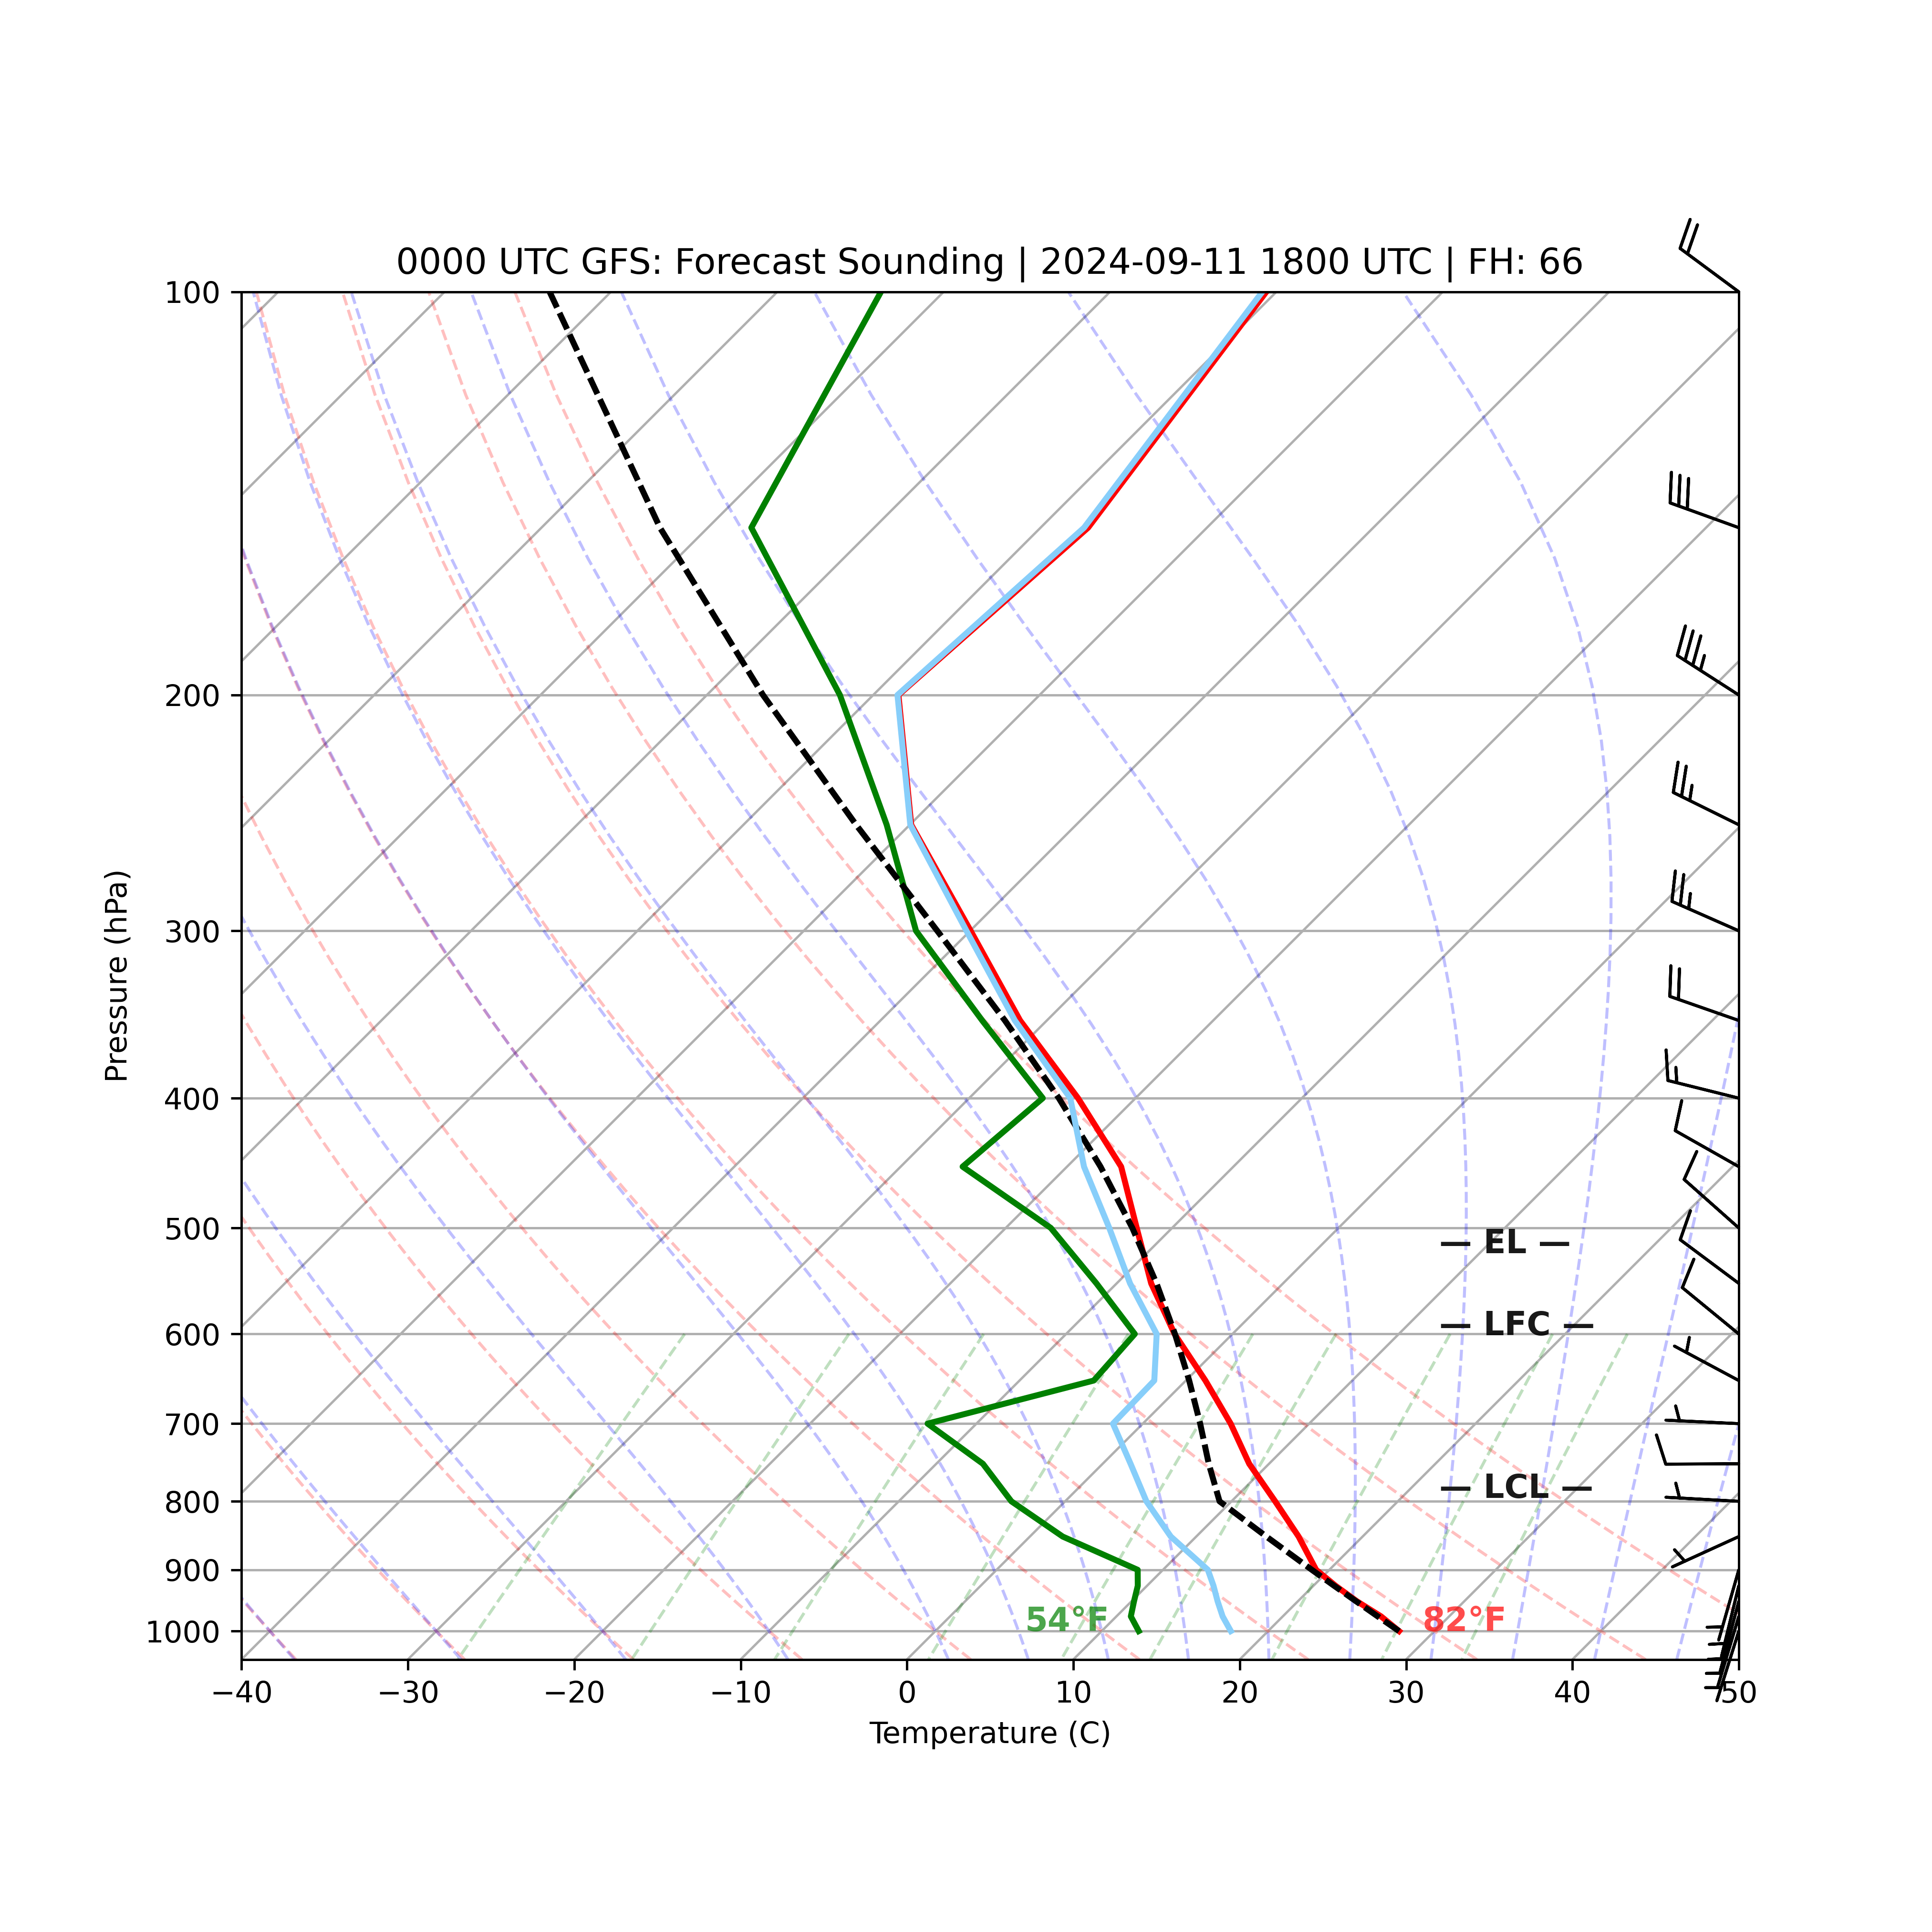 0000 UTC GFS: Forecast Sounding | 2024-09-11 1800 UTC | FH: 66
100
200
300
400
500
600
700
800
900
1000
Pressure (hPa)
— EL —
— LFC —
— LCL —
54°F
82°F
−40 −30 −20 −10 0 10 20 30 40 50
Temperature (C)